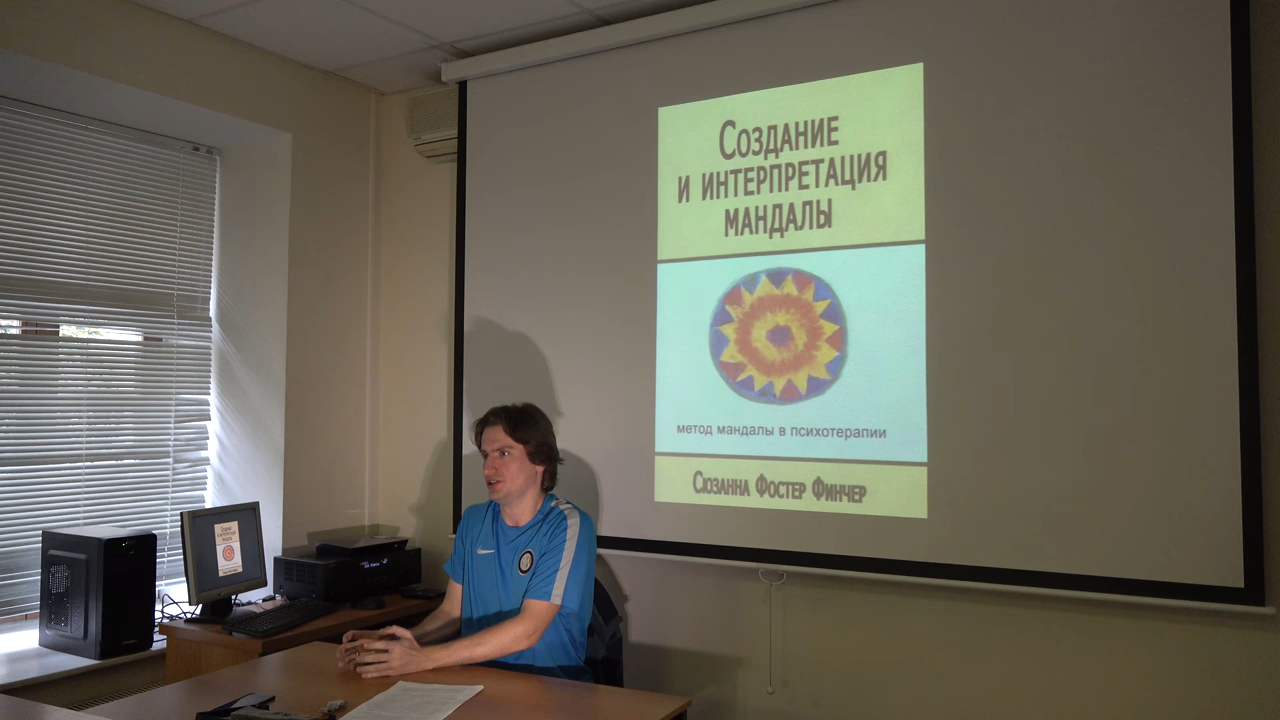 Создание
и интерпретация
мандалы
метод мандалы в психотерапии
Сюзанна Фостер Финчер